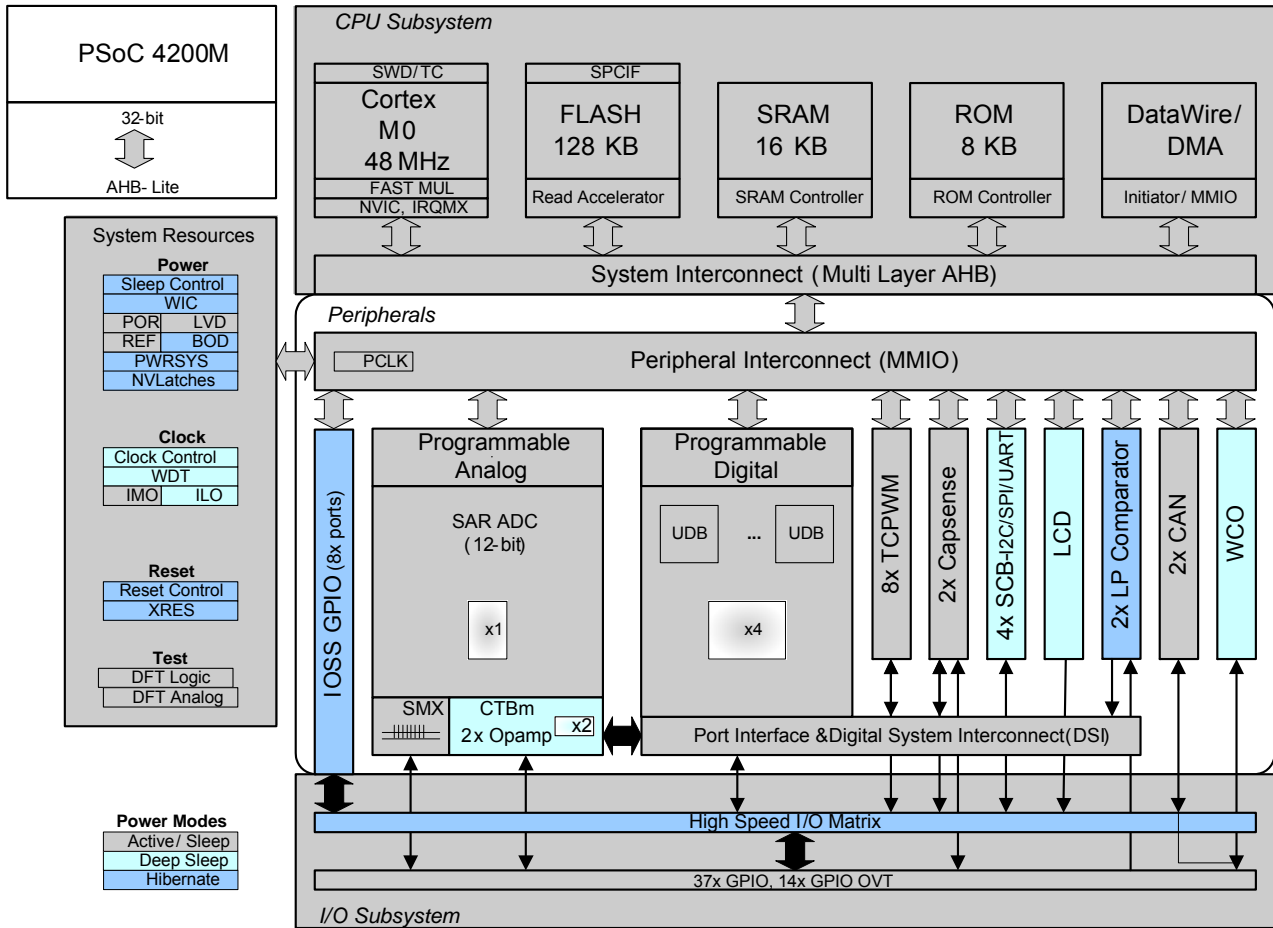 PSoC 4200M
32-bit
AHB- Lite
CPU Subsystem
SWD/TC
Cortex
M0
48 MHz
FAST MUL
NVIC, IRQMX
SPCIF
FLASH
128 KB
Read Accelerator
SRAM
16 KB
SRAM Controller
ROM
8 KB
ROM Controller
DataWire/
DMA
Initiator/ MMIO
System Interconnect (Multi Layer AHB)
System Resources
Power
Sleep Control
WIC
POR LVD
REF BOD
PWRSYS
NVLatches
Clock
Clock Control
WDT
IMO ILO
Reset
Reset Control
XRES
Test
DFT Logic
DFT Analog
Peripherals
PCLK
Peripheral Interconnect (MMIO)
IOSS GPIO (8x ports)
Programmable
Analog
SAR ADC
(12-bit)
x1
SMX
CTBm
2x Opamp
x2
Programmable
Digital
UDB ... UDB
x4
8x TCPWM
2x Capsense
4x SCB-I2C/SPI/UART
LCD
2x LP Comparator
2x CAN
WCO
Port Interface &Digital System Interconnect(DSI)
High Speed I/O Matrix
37x GPIO, 14x GPIO OVT
I/O Subsystem
Power Modes
Active/ Sleep
Deep Sleep
Hibernate